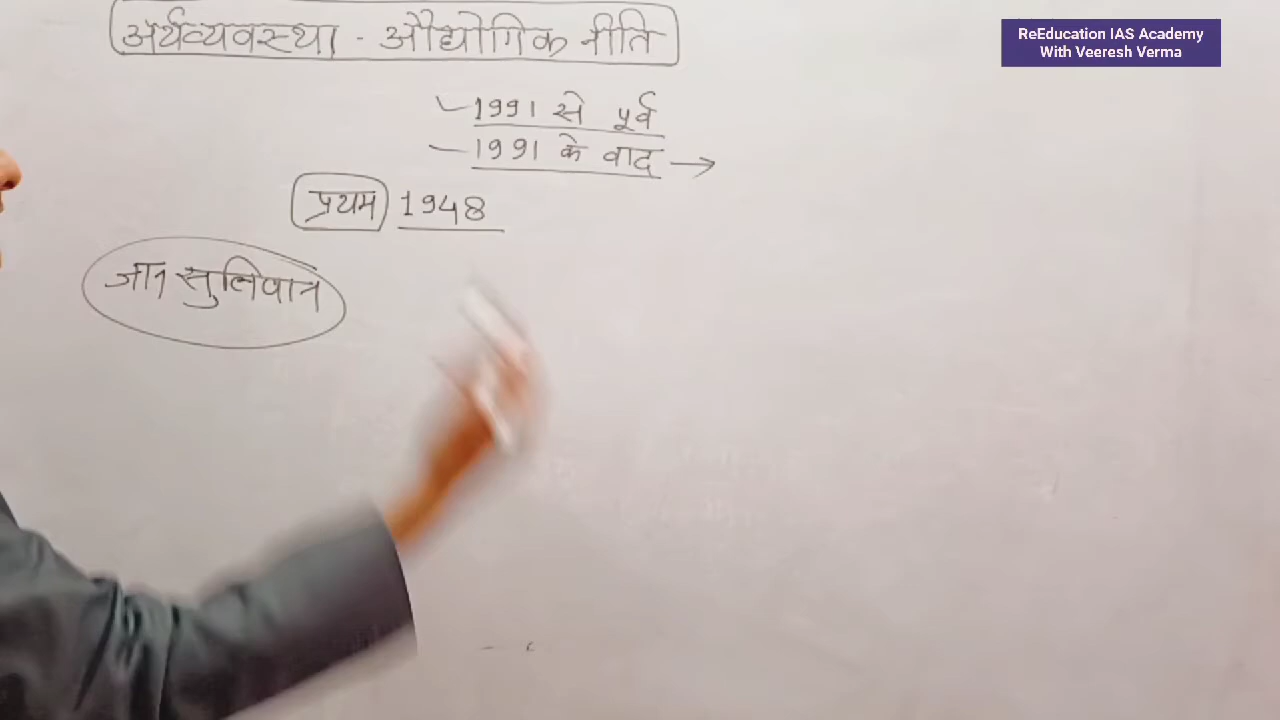 अर्थव्यवस्था - औद्योगिक नीति
ReEducation IAS Academy
With Veeresh Verma
1991 से पूर्व
1991 के वाद →
प्रथम 1948
जान सुलिवान